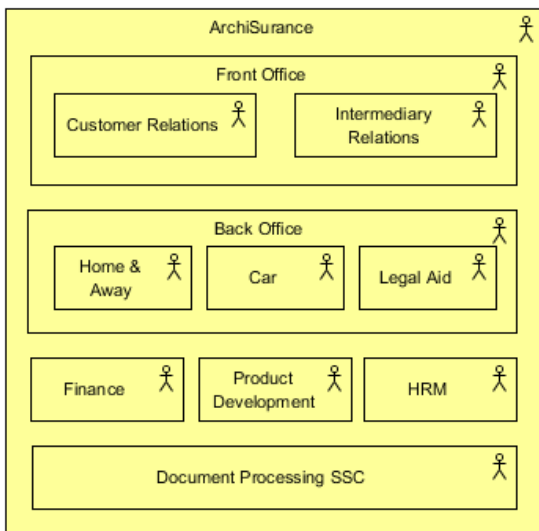 ArchiSurance
Front Office
Customer Relations
Intermediary
Relations
Back Office
Home &
Away
Car
Legal Aid
Finance
Product
Development
HRM
Document Processing SSC